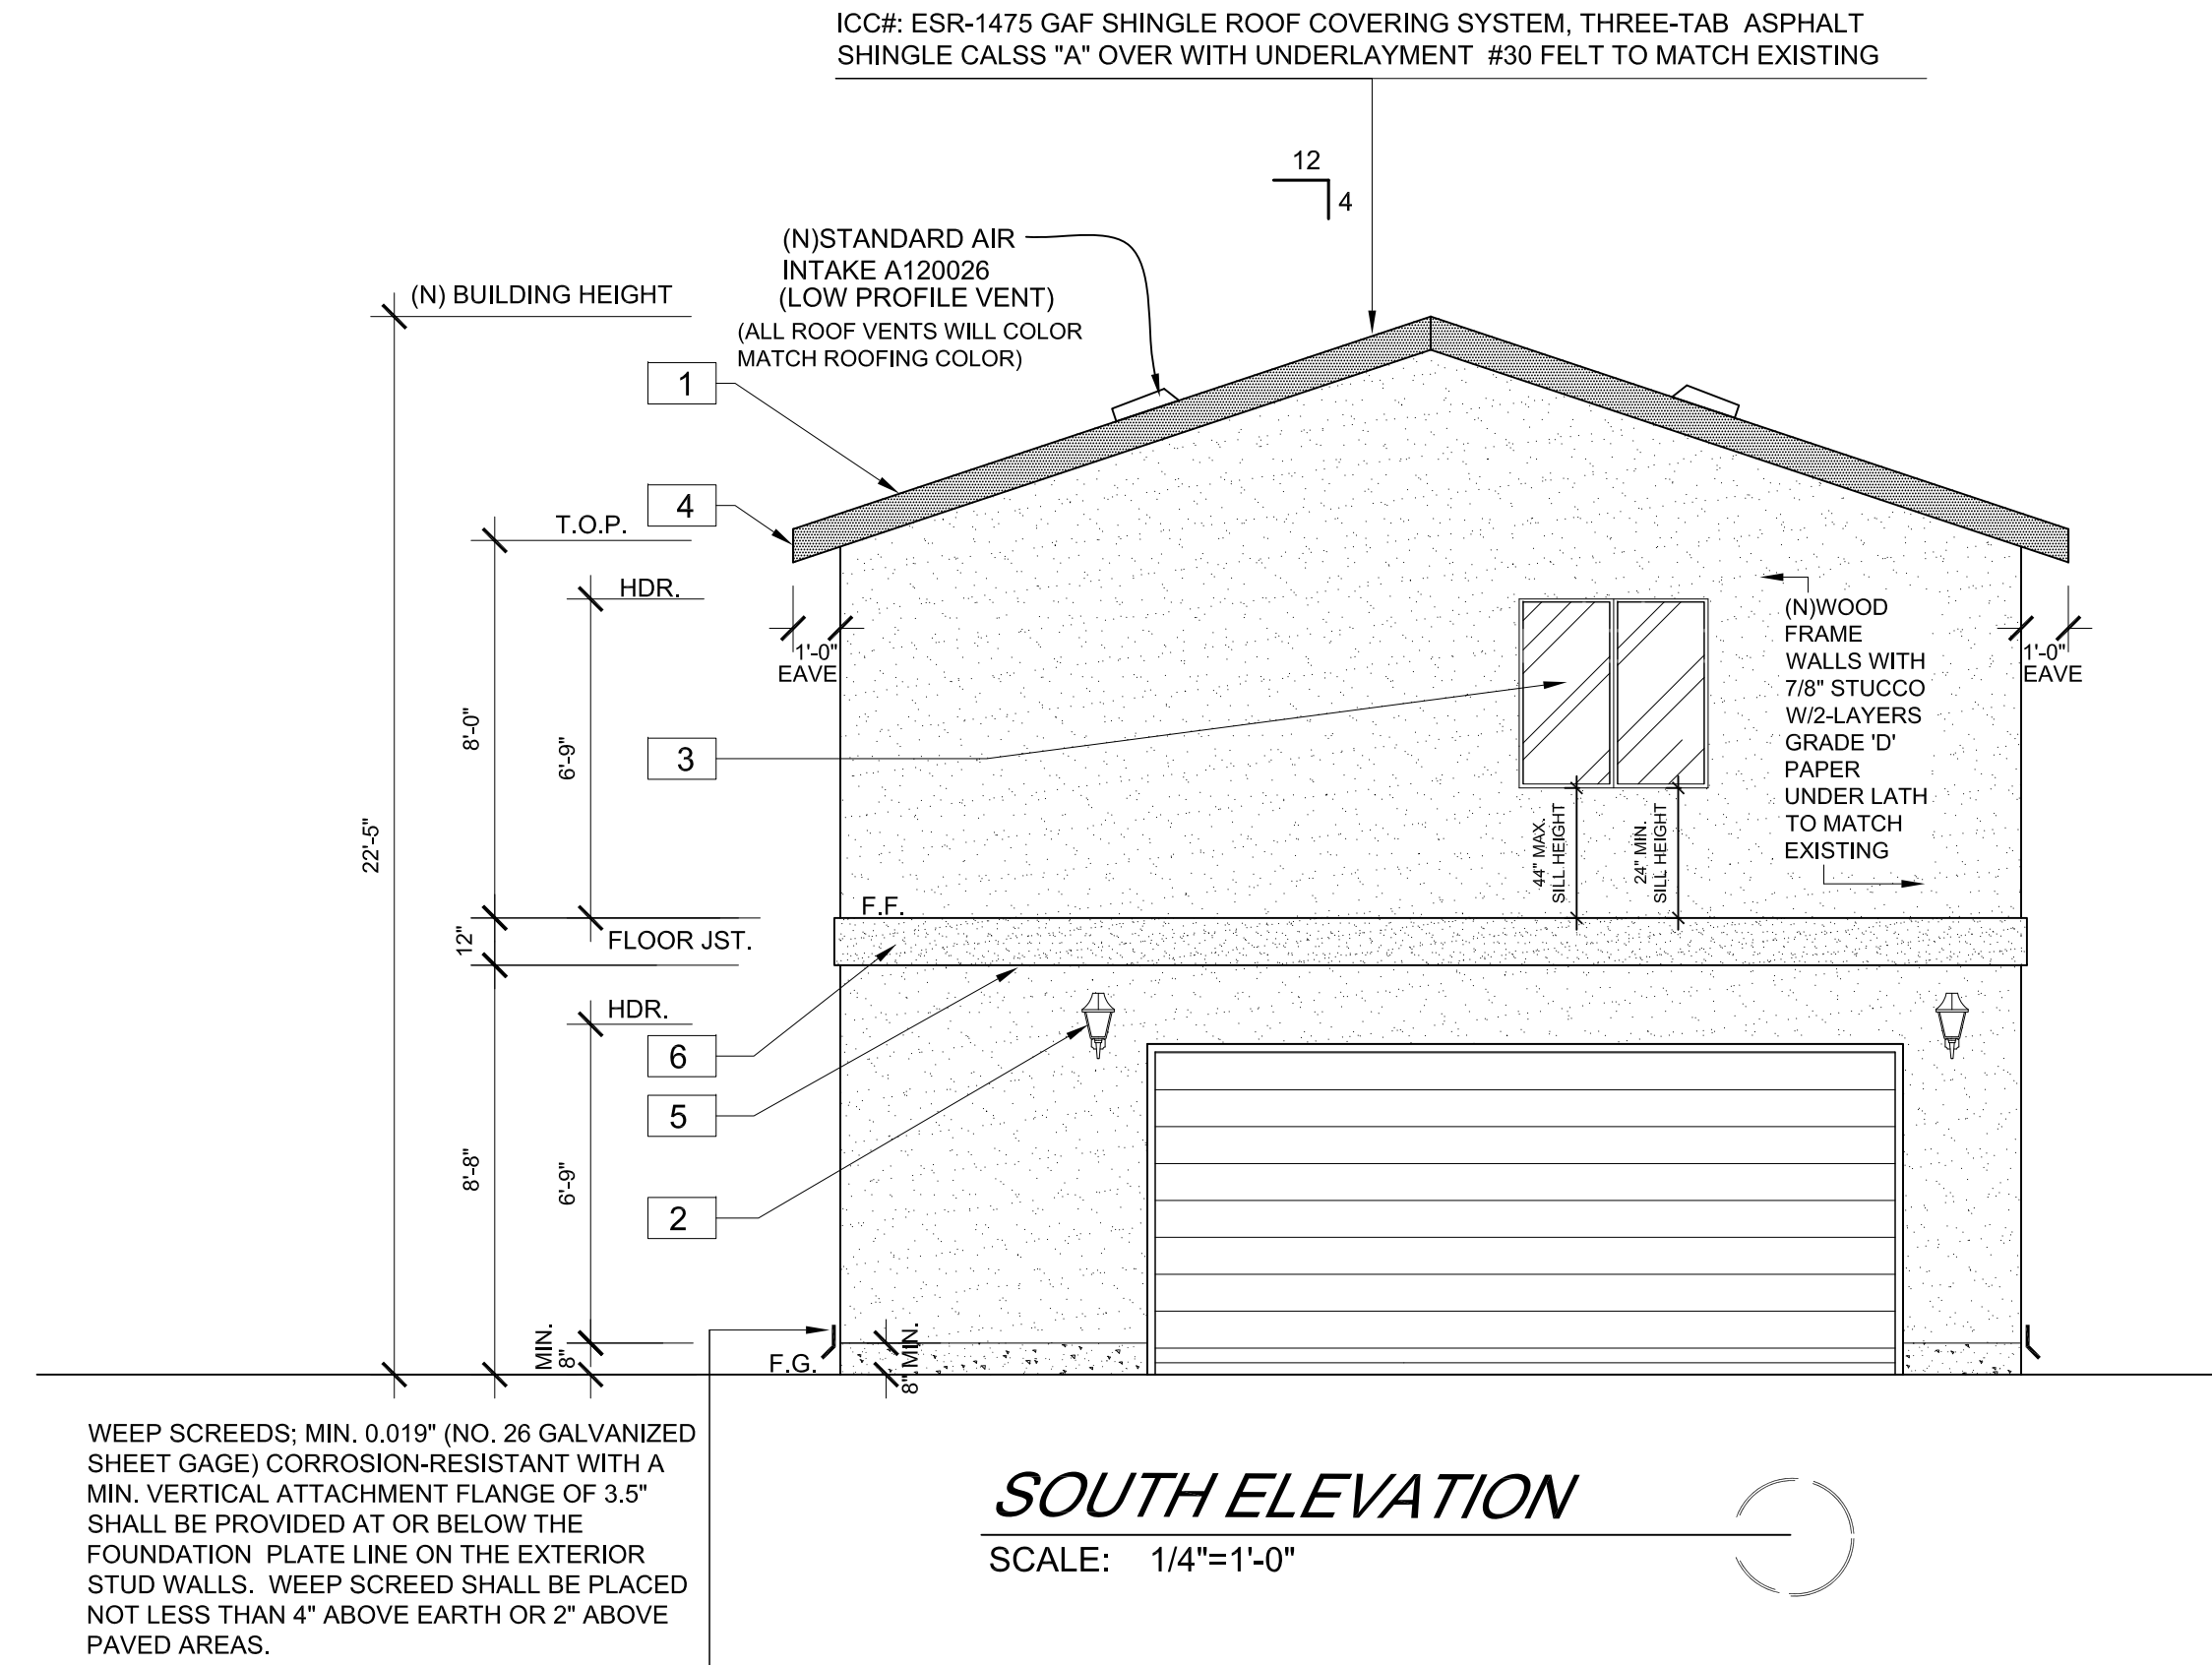 ICC#: ESR-1475 GAF SHINGLE ROOF COVERING SYSTEM, THREE-TAB ASPHALT
SHINGLE CALSS "A" OVER WITH UNDERLAYMENT #30 FELT TO MATCH EXISTING
12
4
(N)STANDARD AIR
INTAKE A120026
(LOW PROFILE VENT)
(ALL ROOF VENTS WILL COLOR
MATCH ROOFING COLOR)
(N) BUILDING HEIGHT
1
4
T.O.P.
HDR.
1'-0"
EAVE
(N)WOOD
FRAME
WALLS WITH
7/8" STUCCO
W/2-LAYERS
GRADE 'D'
PAPER
UNDER LATH
TO MATCH
EXISTING
1'-0"
EAVE
8'-0"
6'-9"
3
22'-5"
44" MAX.
SILL HEIGHT
24" MIN.
SILL HEIGHT
F.F.
12"
FLOOR JST.
HDR.
6
5
8'-8"
6'-9"
2
MIN.
8"
F.G.
8" MIN.
WEEP SCREEDS; MIN. 0.019" (NO. 26 GALVANIZED
SHEET GAGE) CORROSION-RESISTANT WITH A
MIN. VERTICAL ATTACHMENT FLANGE OF 3.5"
SHALL BE PROVIDED AT OR BELOW THE
FOUNDATION PLATE LINE ON THE EXTERIOR
STUD WALLS. WEEP SCREED SHALL BE PLACED
NOT LESS THAN 4" ABOVE EARTH OR 2" ABOVE
PAVED AREAS.
SOUTH ELEVATION
SCALE: 1/4"=1'-0"